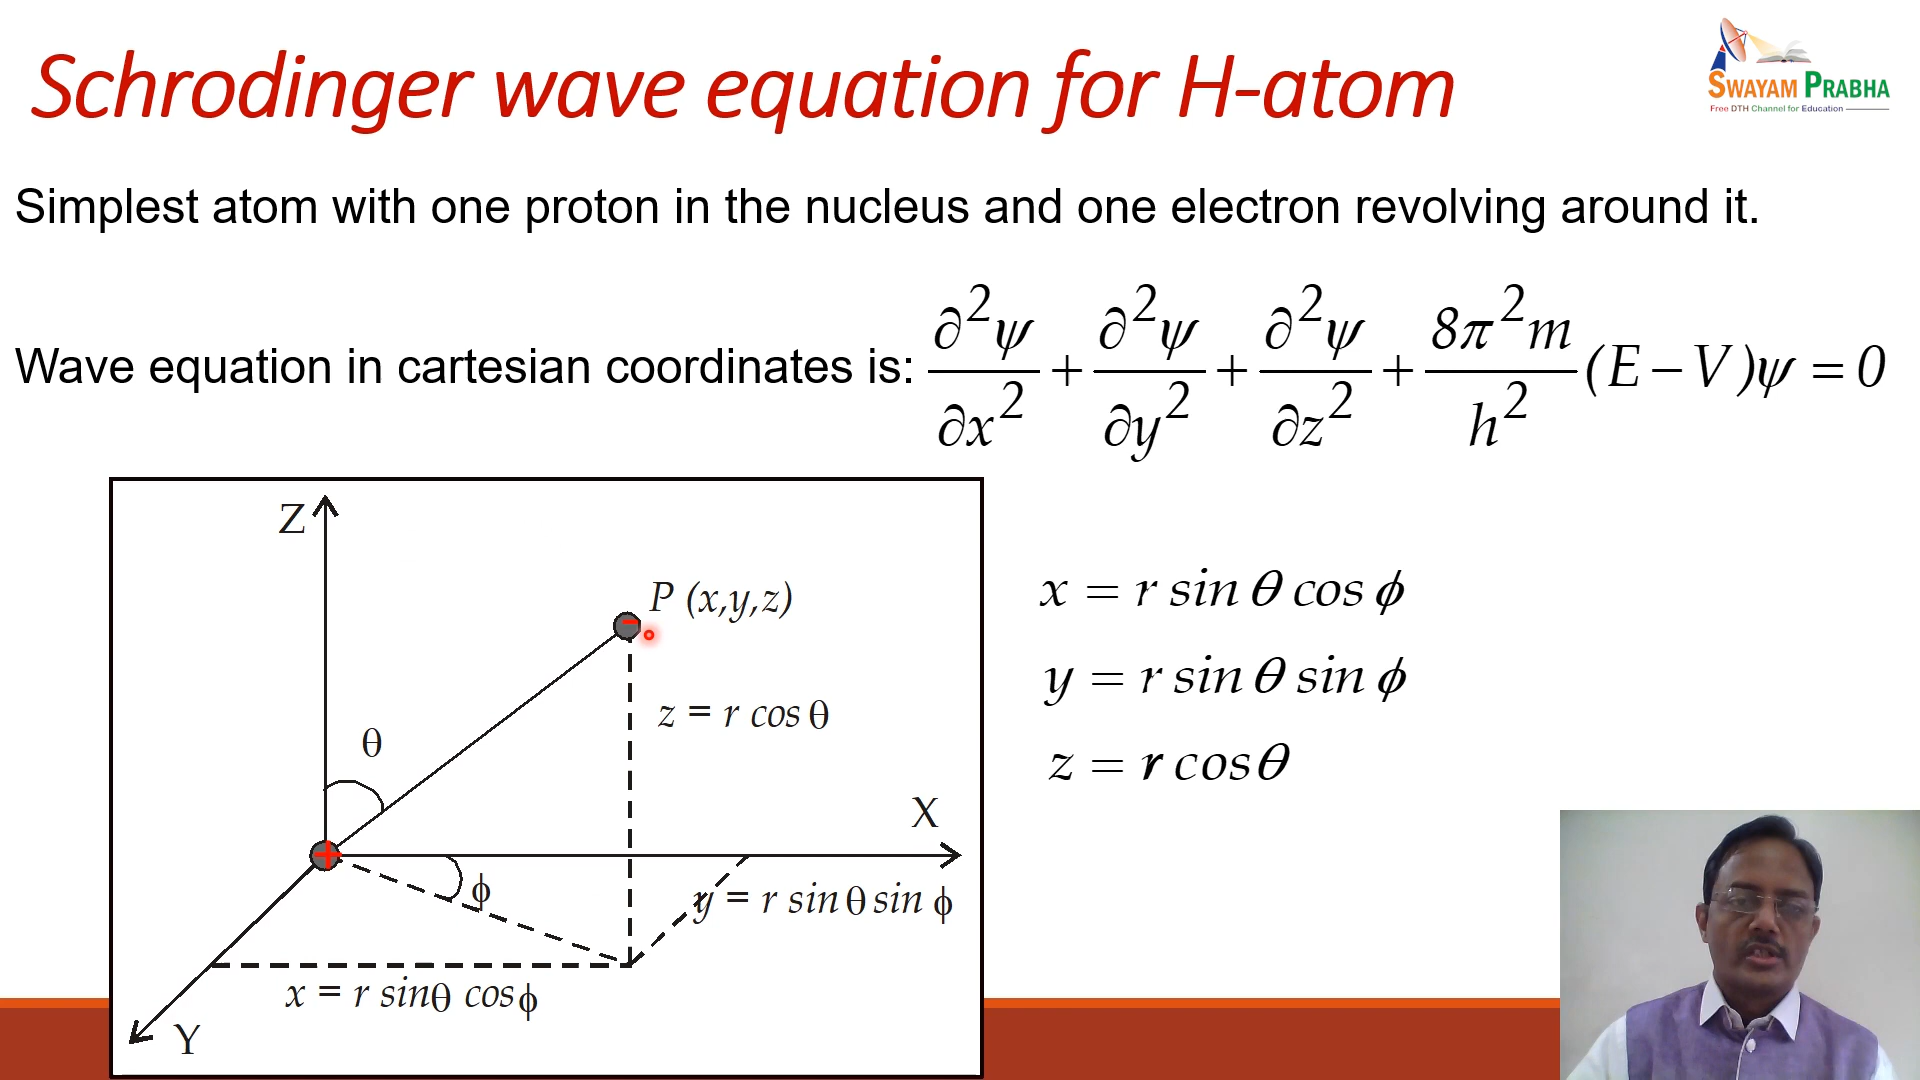 Schrodinger wave equation for H-atom
SWAYAM PRABHA
Free DTH Channel for Education
Simplest atom with one proton in the nucleus and one electron revolving around it.
Wave equation in cartesian coordinates is: ∂²ψ/∂x² + ∂²ψ/∂y² + ∂²ψ/∂z² + 8π²m/h² (E − V)ψ = 0
Z
P (x,y,z)
z = r cos θ
θ
X
ϕ
y = r sin θ sin ϕ
x = r sinθ cos ϕ
Y
x = r sin θ cos ϕ
y = r sin θ sin ϕ
z = r cos θ